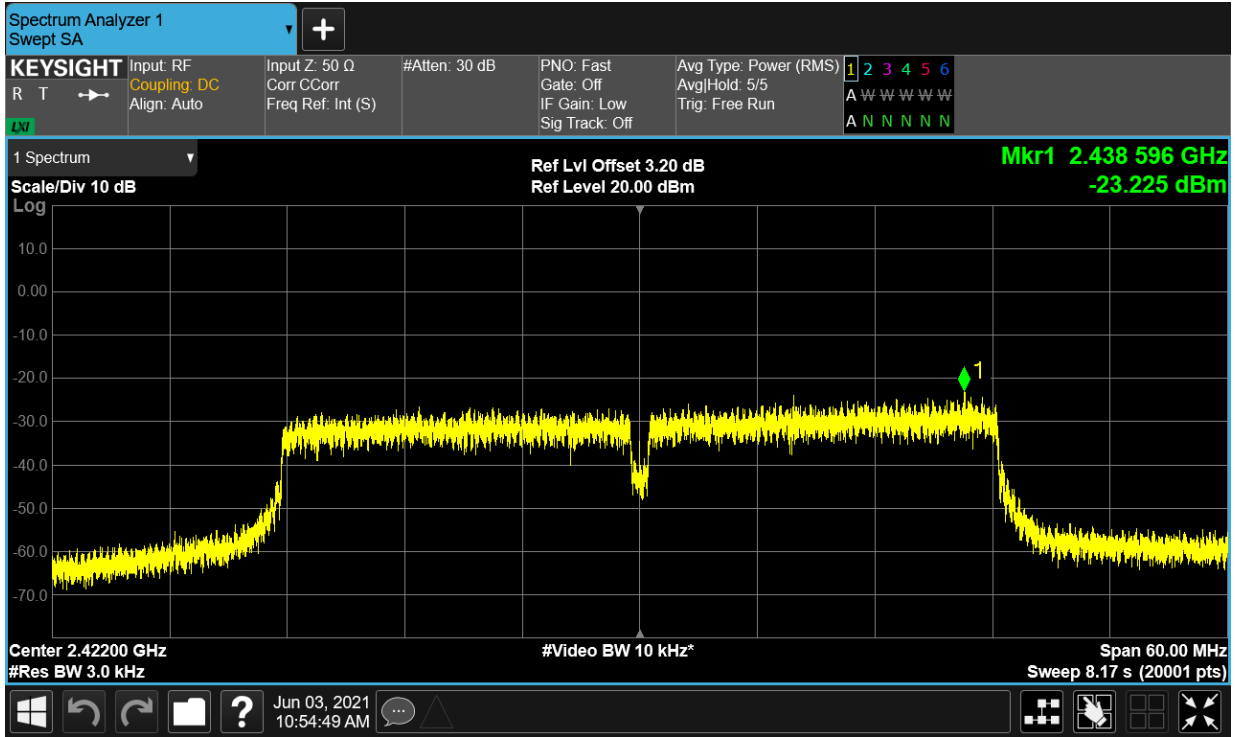 Spectrum Analyzer 1
Swept SA
KEYSIGHT
R T
LXI
Input: RF
Coupling: DC
Align: Auto
Input Z: 50 Ω
Corr CCorr
Freq Ref: Int (S)
#Atten: 30 dB
PNO: Fast
Gate: Off
IF Gain: Low
Sig Track: Off
Avg Type: Power (RMS)
Avg|Hold: 5/5
Trig: Free Run
1 2 3 4 5 6
A W W W W W
A N N N N N
1 Spectrum
Scale/Div 10 dB
Log
Ref Lvl Offset 3.20 dB
Ref Level 20.00 dBm
Mkr1 2.438 596 GHz
-23.225 dBm
10.0
0.00
-10.0
-20.0
1
-30.0
-40.0
-50.0
-60.0
-70.0
Center 2.42200 GHz
#Res BW 3.0 kHz
#Video BW 10 kHz*
Span 60.00 MHz
Sweep 8.17 s (20001 pts)
?
Jun 03, 2021
10:54:49 AM